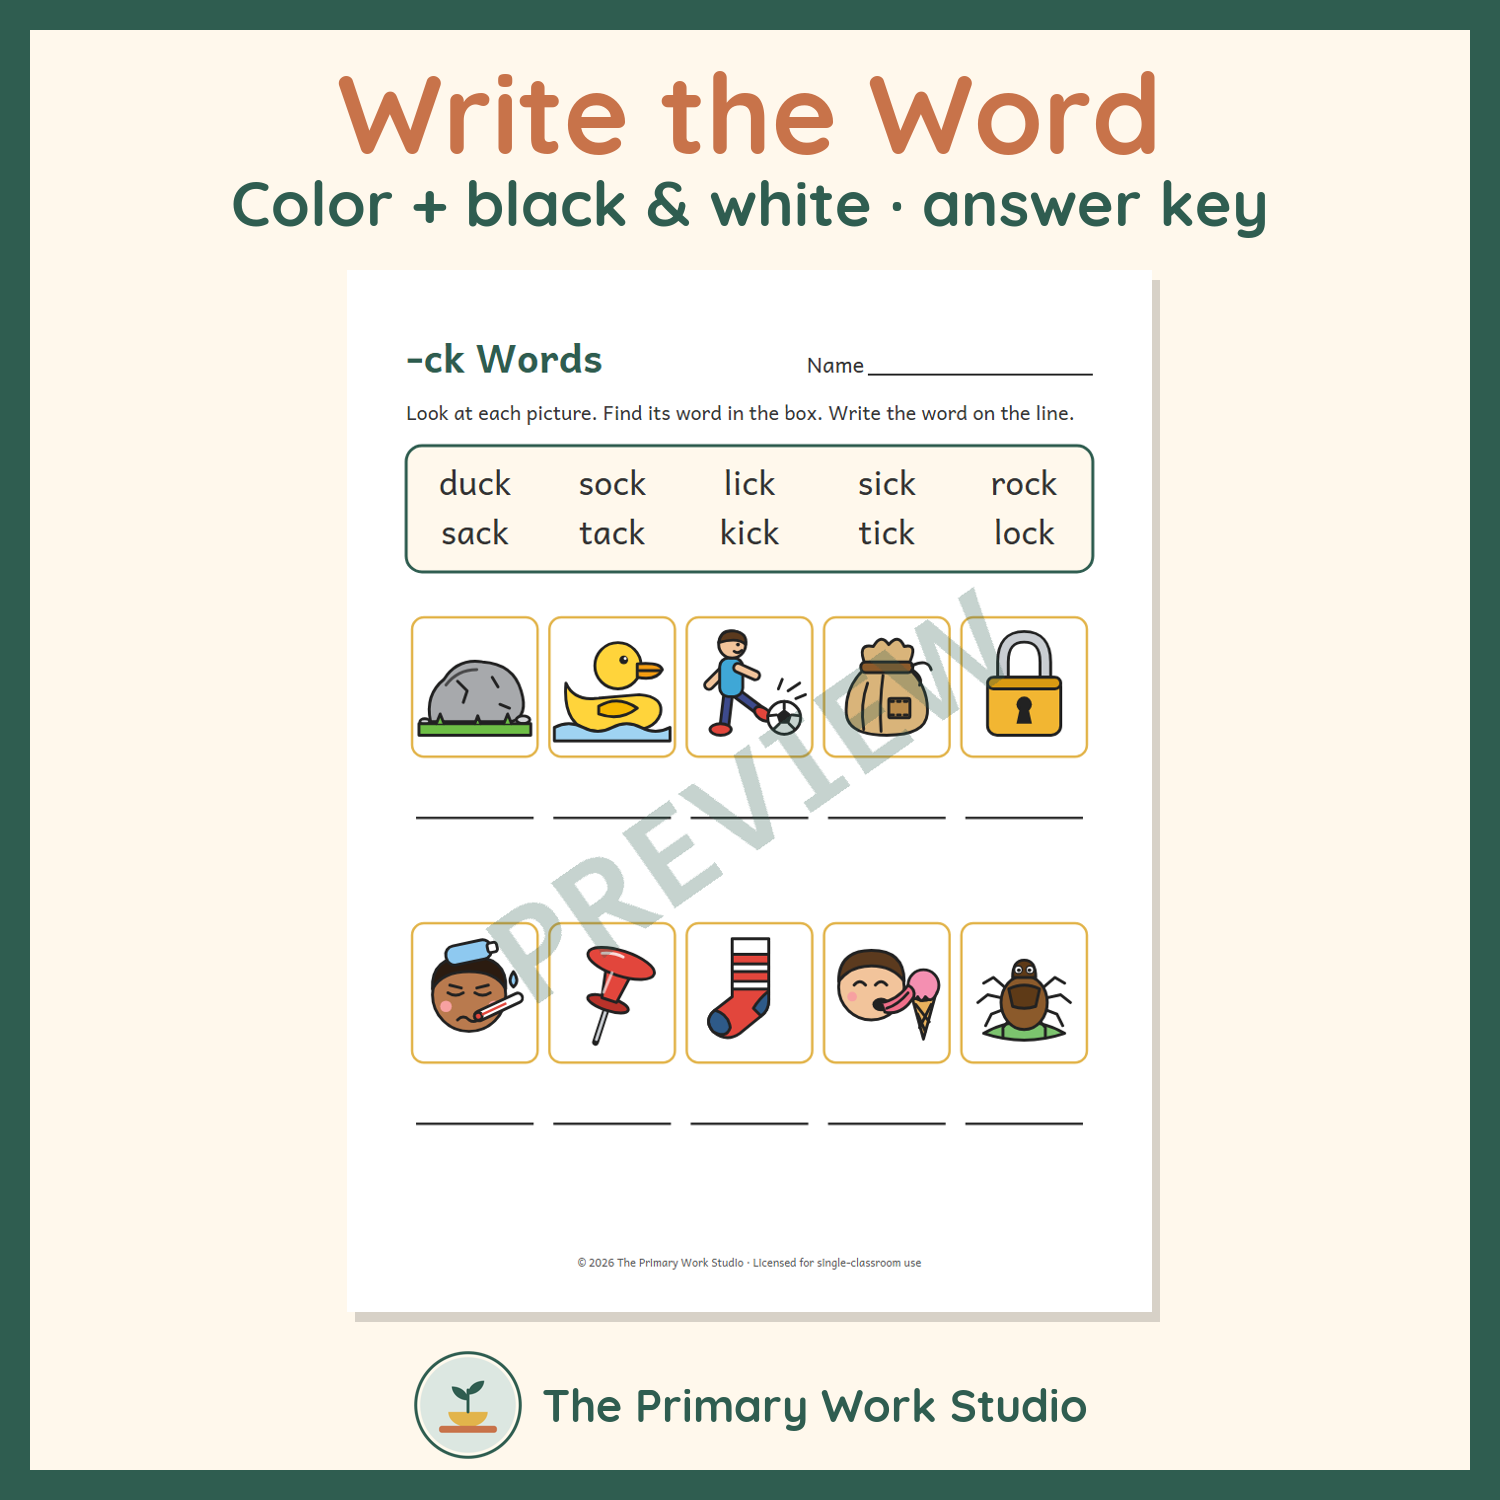 Write the Word
Color + black & white · answer key
-ck Words
Name
Look at each picture. Find its word in the box. Write the word on the line.
duck sock lick sick rock
sack tack kick tick lock
PREVIEW
© 2026 The Primary Work Studio · Licensed for single-classroom use
The Primary Work Studio